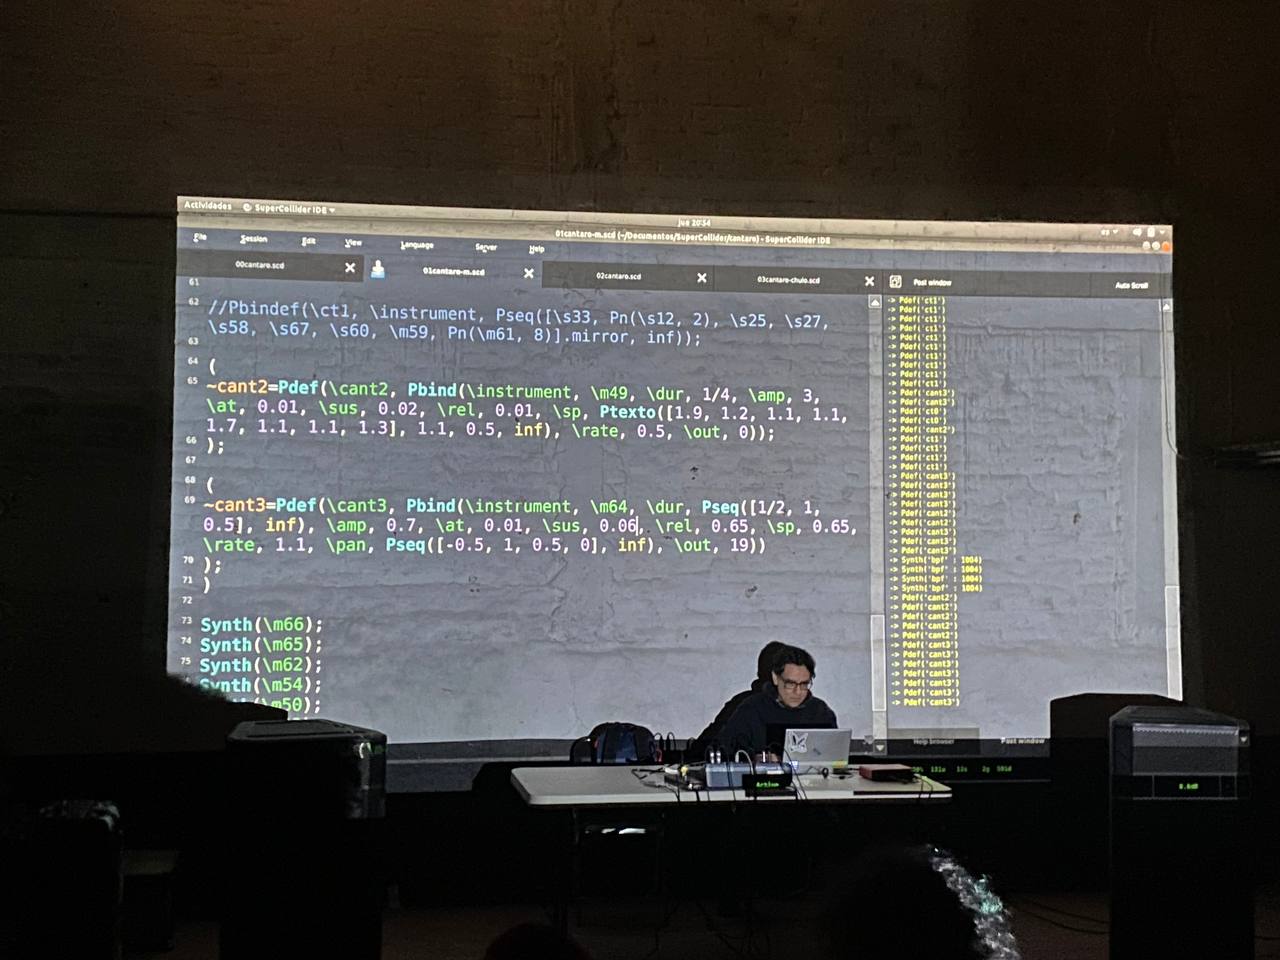 Actividades SuperCollider IDE
jue 20:54
01cantaro-m.scd (~/Documentos/SuperCollider/cantaro) - SuperCollider IDE
File Session Edit View Language Server Help
00cantaro.scd 01cantaro-m.scd 02cantaro.scd 03cantaro-chulo.scd
61
62 //Pbindef(\ct1, \instrument, Pseq([\s33, Pn(\s12, 2), \s25, \s27,
\s58, \s67, \s60, \m59, Pn(\m61, 8)].mirror, inf));
63
64 (
65 ~cant2=Pdef(\cant2, Pbind(\instrument, \m49, \dur, 1/4, \amp, 3,
\at, 0.01, \sus, 0.02, \rel, 0.01, \sp, Ptexto([1.9, 1.2, 1.1, 1.1,
1.7, 1.1, 1.1, 1.3], 1.1, 0.5, inf), \rate, 0.5, \out, 0));
66 );
67
68 (
69 ~cant3=Pdef(\cant3, Pbind(\instrument, \m64, \dur, Pseq([1/2, 1,
0.5], inf), \amp, 0.7, \at, 0.01, \sus, 0.06, \rel, 0.65, \sp, 0.65,
\rate, 1.1, \pan, Pseq([-0.5, 1, 0.5, 0], inf), \out, 19))
70 );
71 )
72
73 Synth(\m66);
74 Synth(\m65);
75 Synth(\m62);
Synth(\m54);
\m50);
Post window Auto Scroll
-> Pdef('ct1')
-> Pdef('ct1')
-> Pdef('ct1')
-> Pdef('ct1')
-> Pdef('ct1')
-> Pdef('ct1')
-> Pdef('ct1')
-> Pdef('ct1')
-> Pdef('ct1')
-> Pdef('ct1')
-> Pdef('cant3')
-> Pdef('cant3')
-> Pdef('ct0')
-> Pdef('ct0')
-> Pdef('cant2')
-> Pdef('ct1')
-> Pdef('ct1')
-> Pdef('ct1')
-> Pdef('ct1')
-> Pdef('cant3')
-> Pdef('cant3')
-> Pdef('cant3')
-> Pdef('cant3')
-> Pdef('cant2')
-> Pdef('cant2')
-> Pdef('cant3')
-> Pdef('cant3')
-> Pdef('cant3')
-> Synth('bpf' : 1004)
-> Synth('bpf' : 1004)
-> Synth('bpf' : 1004)
-> Synth('bpf' : 1004)
-> Pdef('cant2')
-> Pdef('cant2')
-> Pdef('cant2')
-> Pdef('cant2')
-> Pdef('cant2')
-> Pdef('cant3')
-> Pdef('cant3')
-> Pdef('cant3')
-> Pdef('cant3')
-> Pdef('cant3')
-> Pdef('cant3')
-> Pdef('cant3')
Help browser Post window
Active
0.0dB